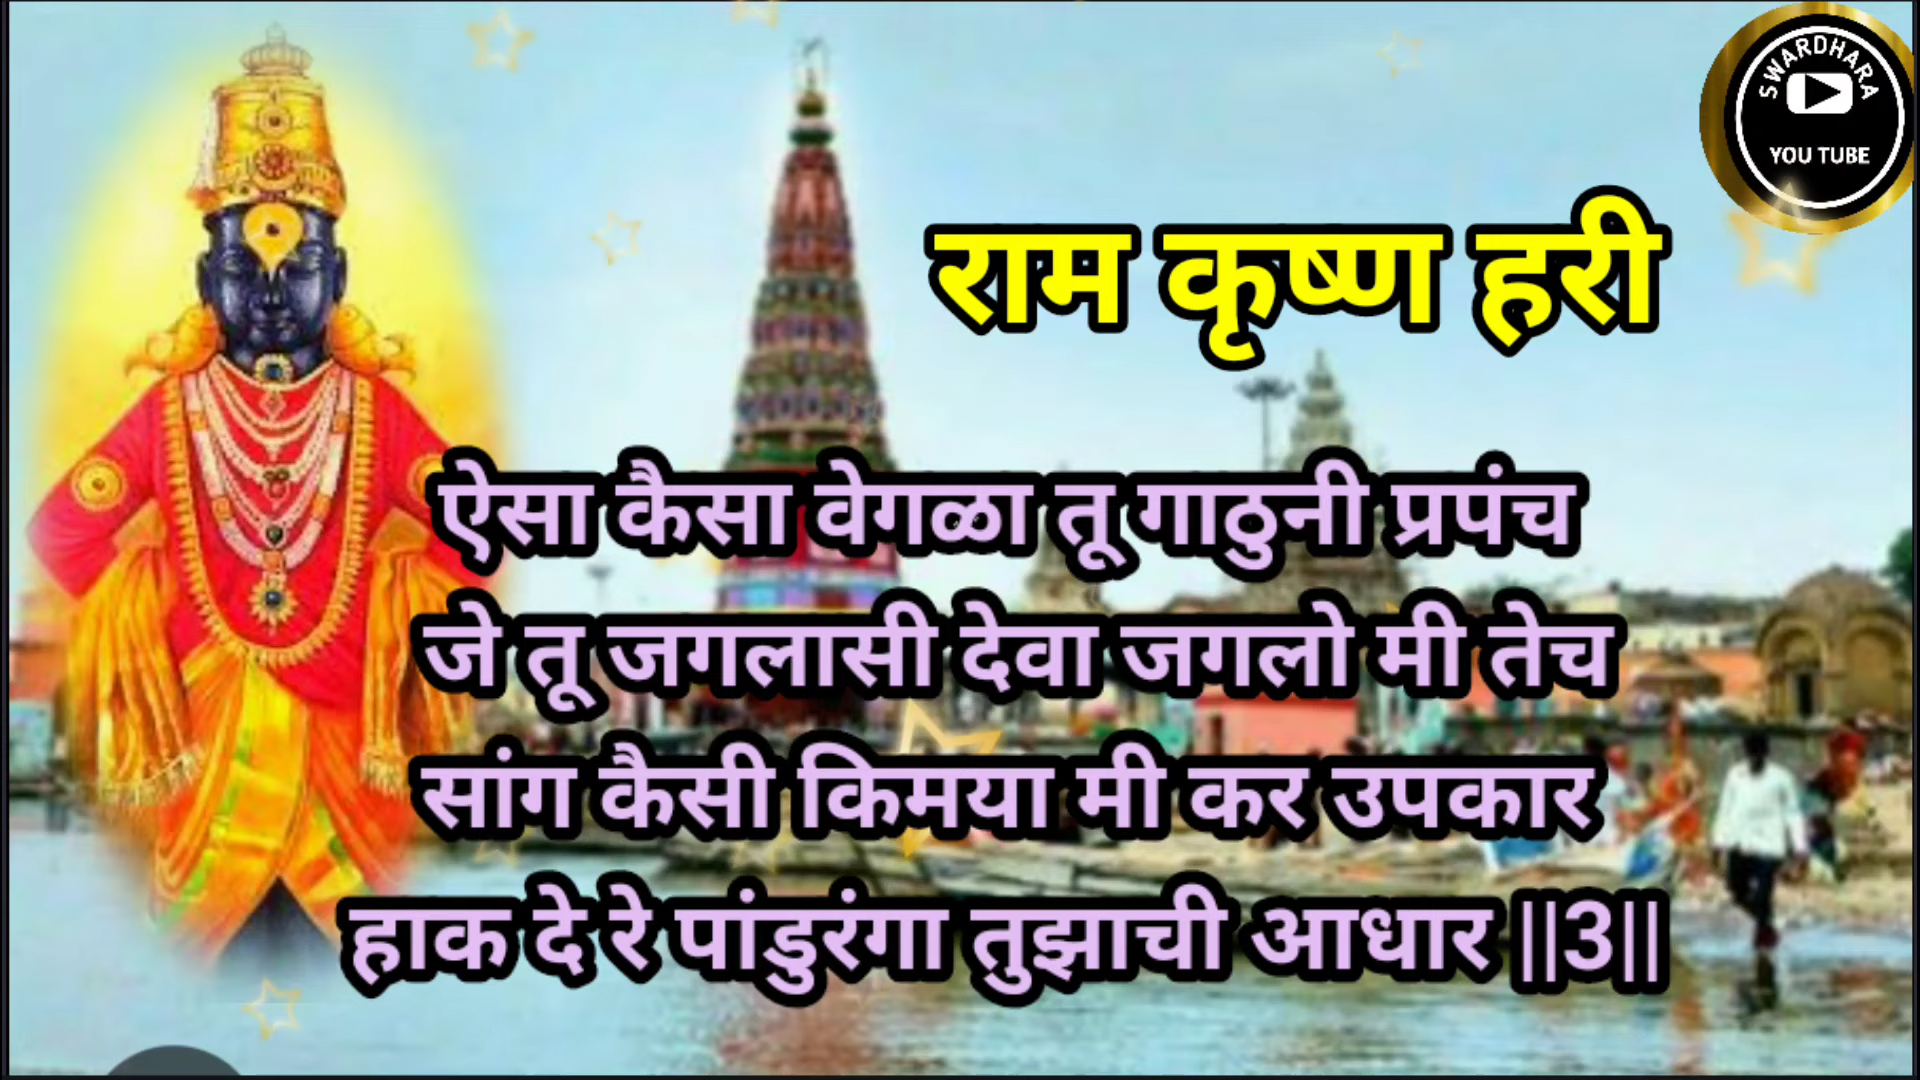 SWARDHARA
YOU TUBE
राम कृष्ण हरी
ऐसा कैसा वेगळा तू गाठुनी प्रपंच
जे तू जगलासी देवा जगलो मी तेच
सांग कैसी किमया मी कर उपकार
हाक दे रे पांडुरंगा तुझाची आधार ||3||